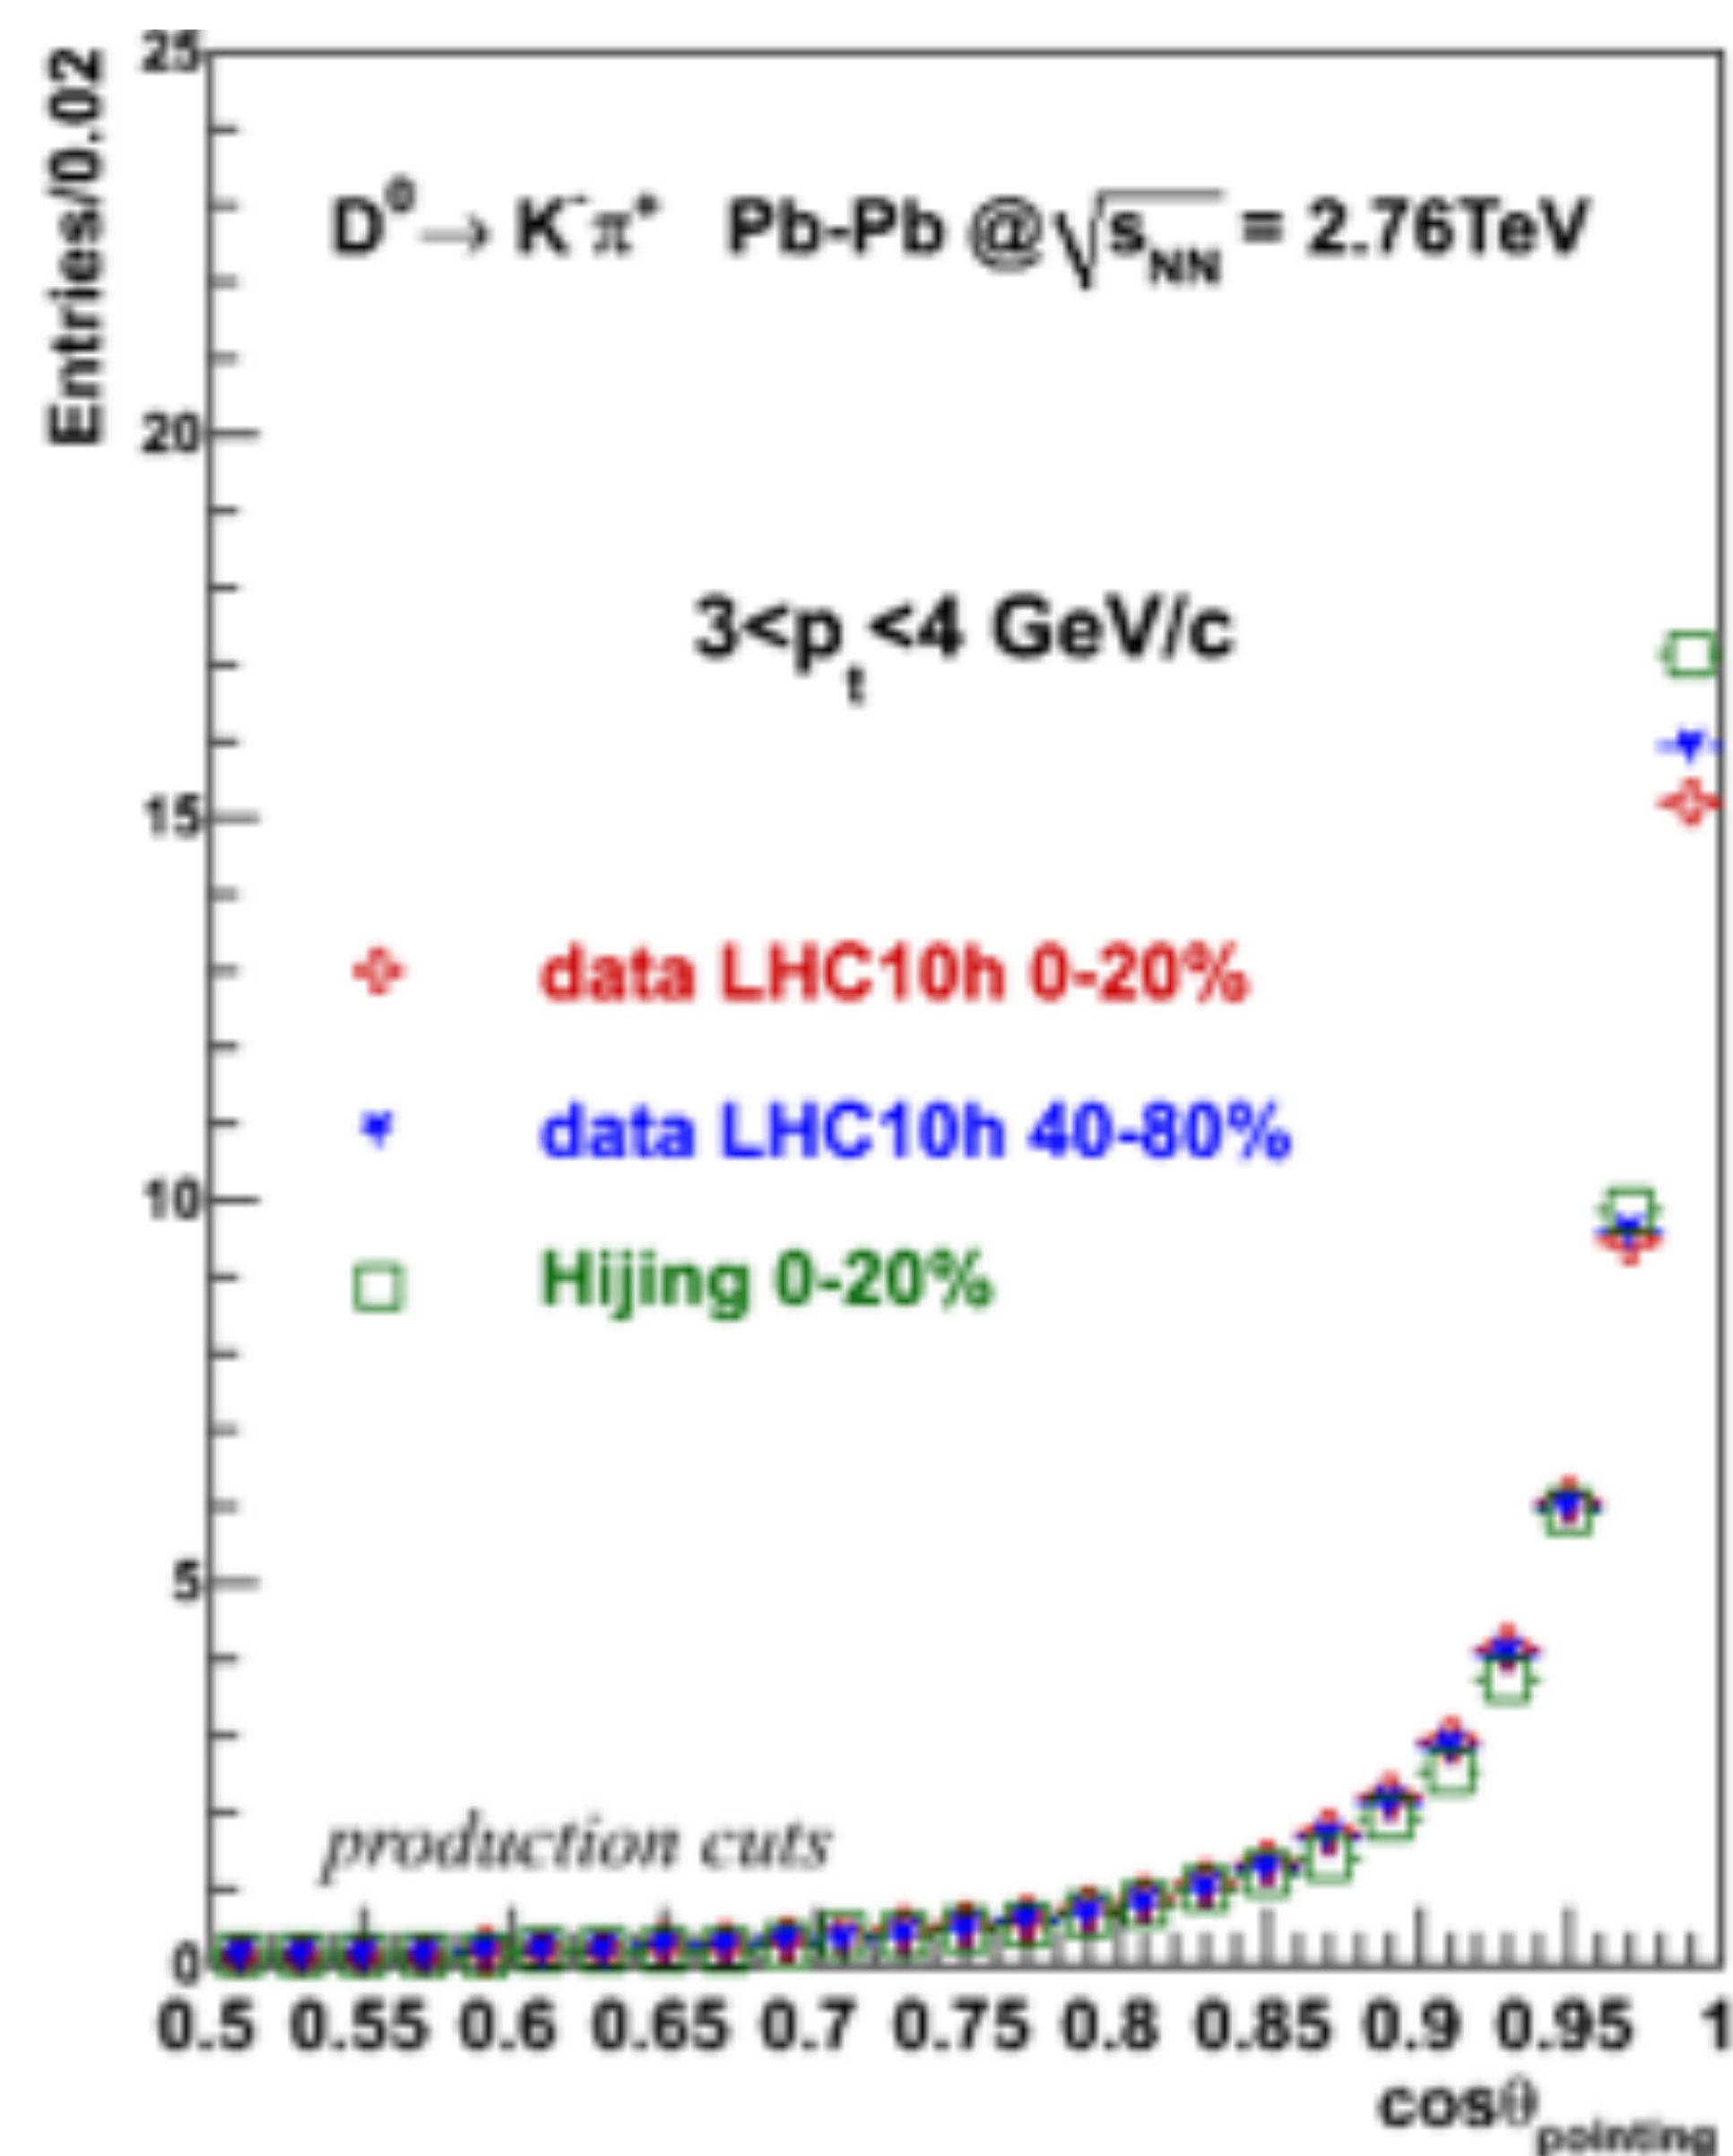 Entries/0.02
25
20
15
10
5
0
D⁰→ K⁻π⁺ Pb-Pb @√s_NN = 2.76TeV
3<p_t<4 GeV/c
data LHC10h 0-20%
data LHC10h 40-80%
Hijing 0-20%
production cuts
0.5 0.55 0.6 0.65 0.7 0.75 0.8 0.85 0.9 0.95 1
cosθ_pointing